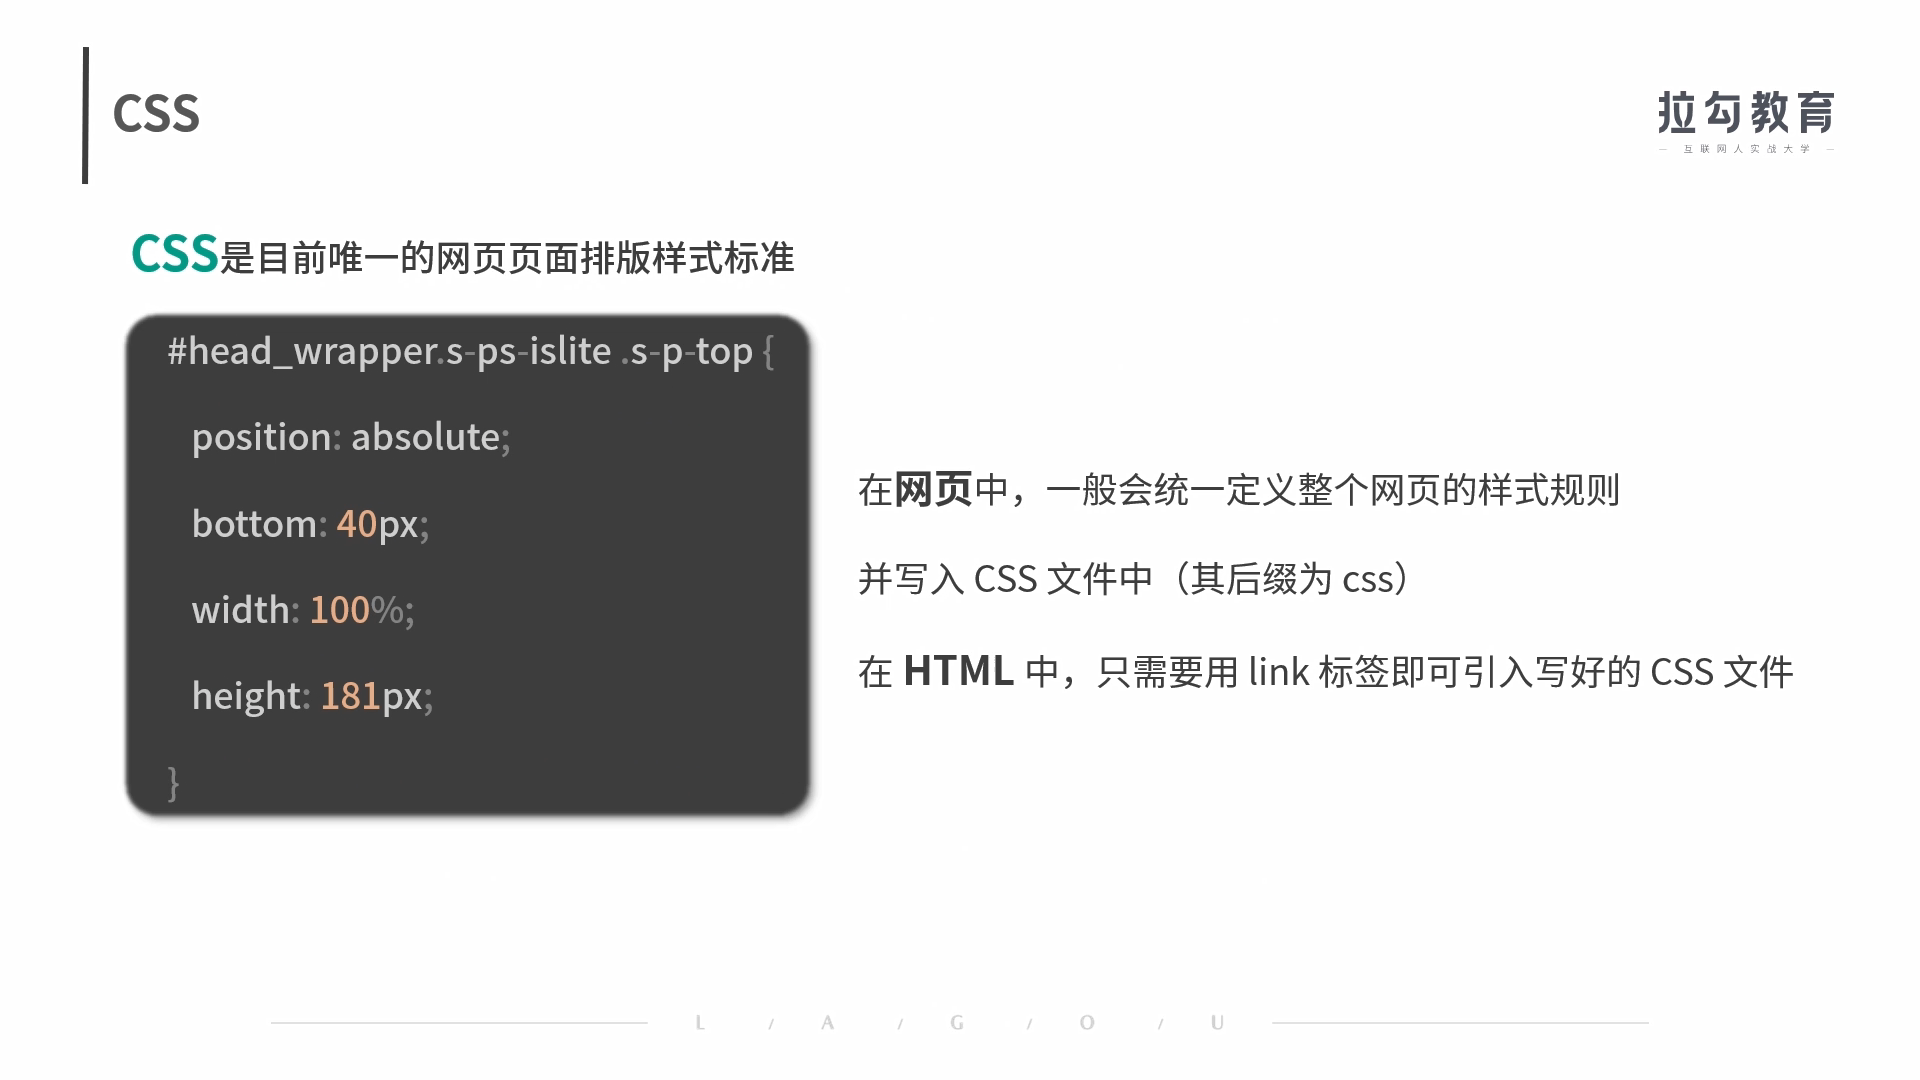 CSS
拉勾教育
— 互联网人实战大学 —
CSS是目前唯一的网页页面排版样式标准
#head_wrapper.s-ps-islite .s-p-top {
position: absolute;
bottom: 40px;
width: 100%;
height: 181px;
}
在网页中，一般会统一定义整个网页的样式规则
并写入 CSS 文件中（其后缀为 css）
在 HTML 中，只需要用 link 标签即可引入写好的 CSS 文件
L / A / G / O / U